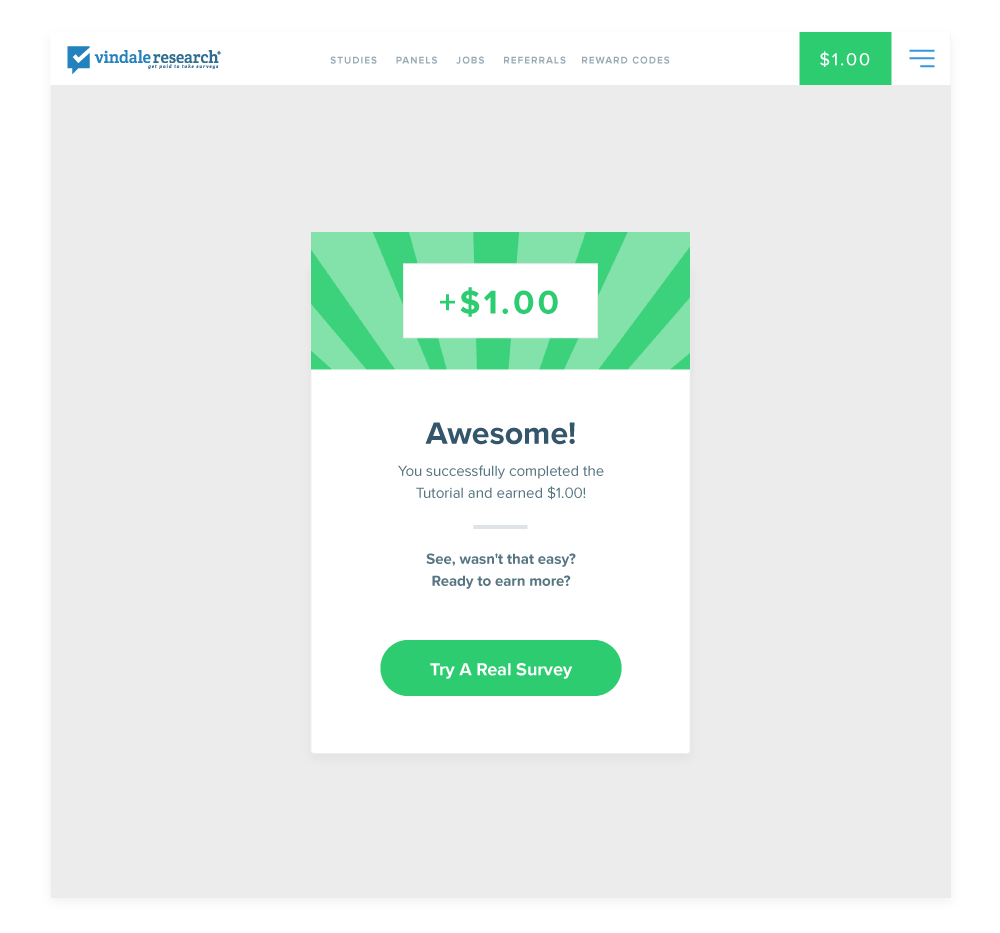 vindale research®
get paid to take surveys
STUDIES PANELS JOBS REFERRALS REWARD CODES
$1.00
+$1.00
Awesome!
You successfully completed the
Tutorial and earned $1.00!
See, wasn't that easy?
Ready to earn more?
Try A Real Survey